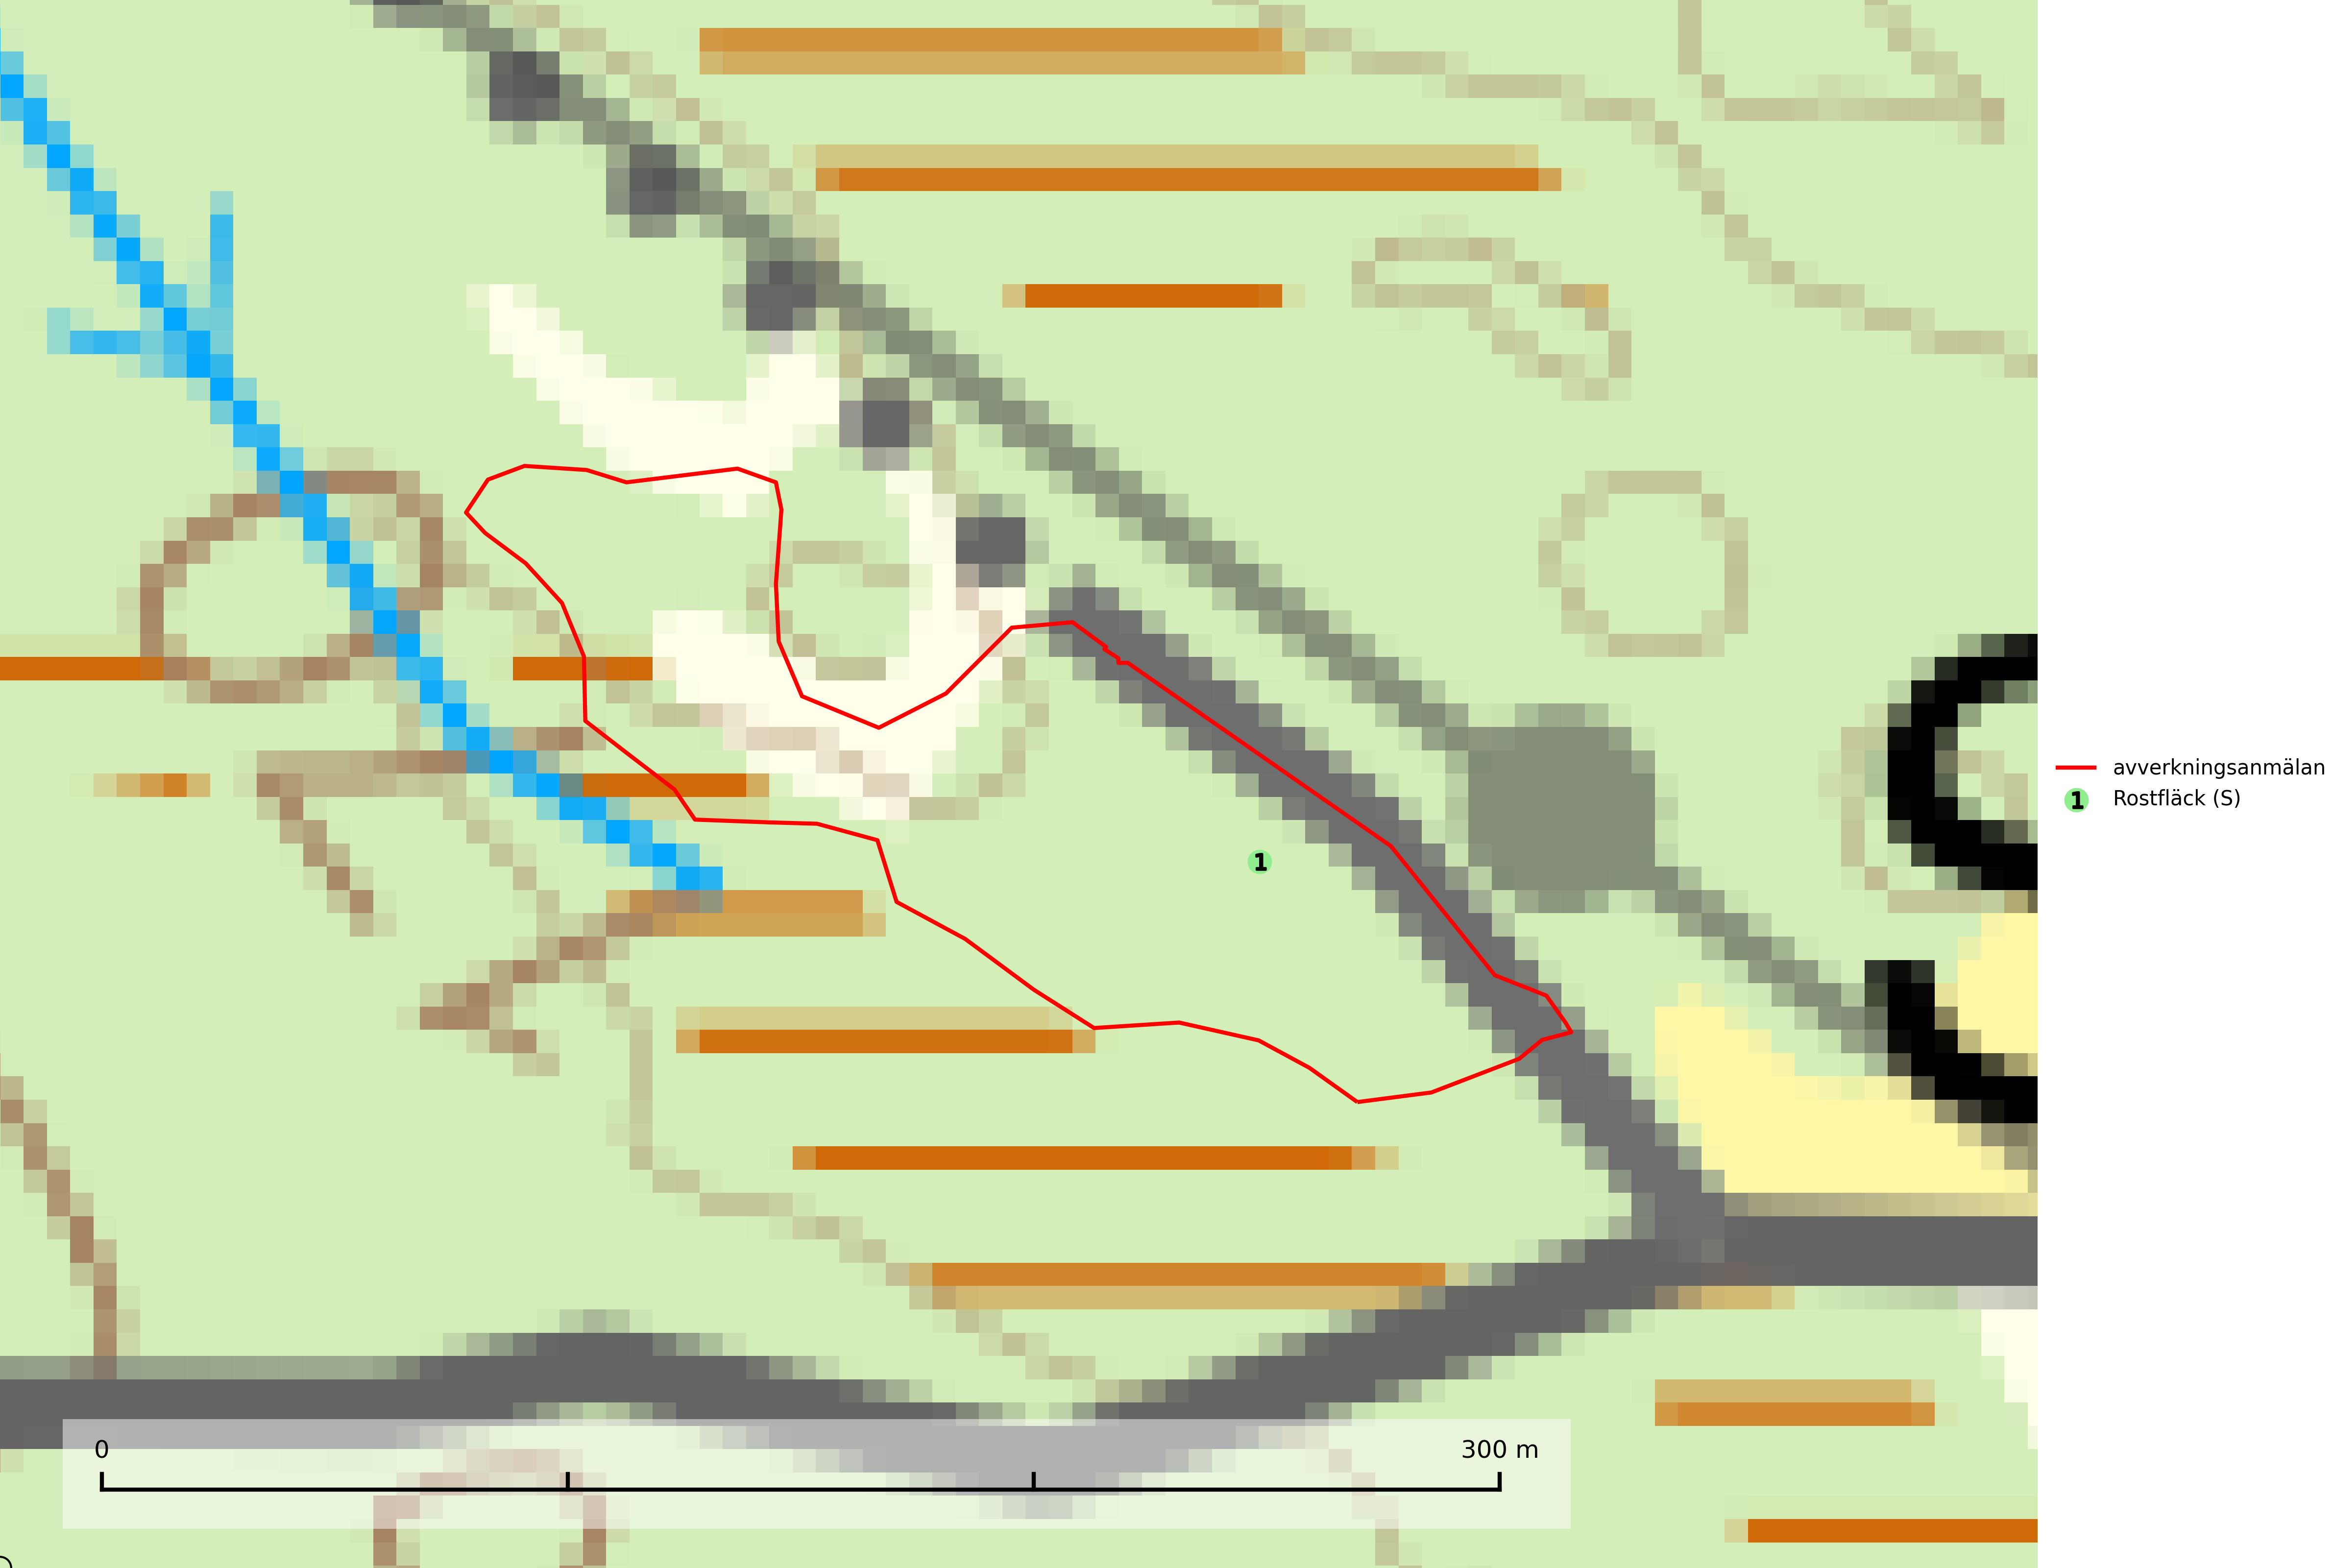 1
avverkningsanmälan
1 Rostfläck (S)
0 300 m